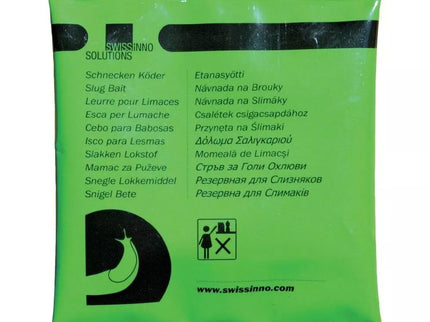 SWISSINNO
SOLUTIONS
Schnecken Köder
Slug Bait
Leurre pour Limaces
Esca per Lumache
Cebo para Babosas
Isco para Lesmas
Slakken Lokstof
Mamac za Puževe
Snegle Lokkemiddel
Snigel Bete
Etanasyötti
Návnada na Brouky
Návnada na Slimáky
Csalétek csigacsapdához
Przynęta na Ślimaki
Δόλωμα Σαλιγκαριού
Momeală de Limacşi
Стръв за Голи Охлюви
Резервная для Слизняков
Резервна для Слимаків
www.swissinno.com